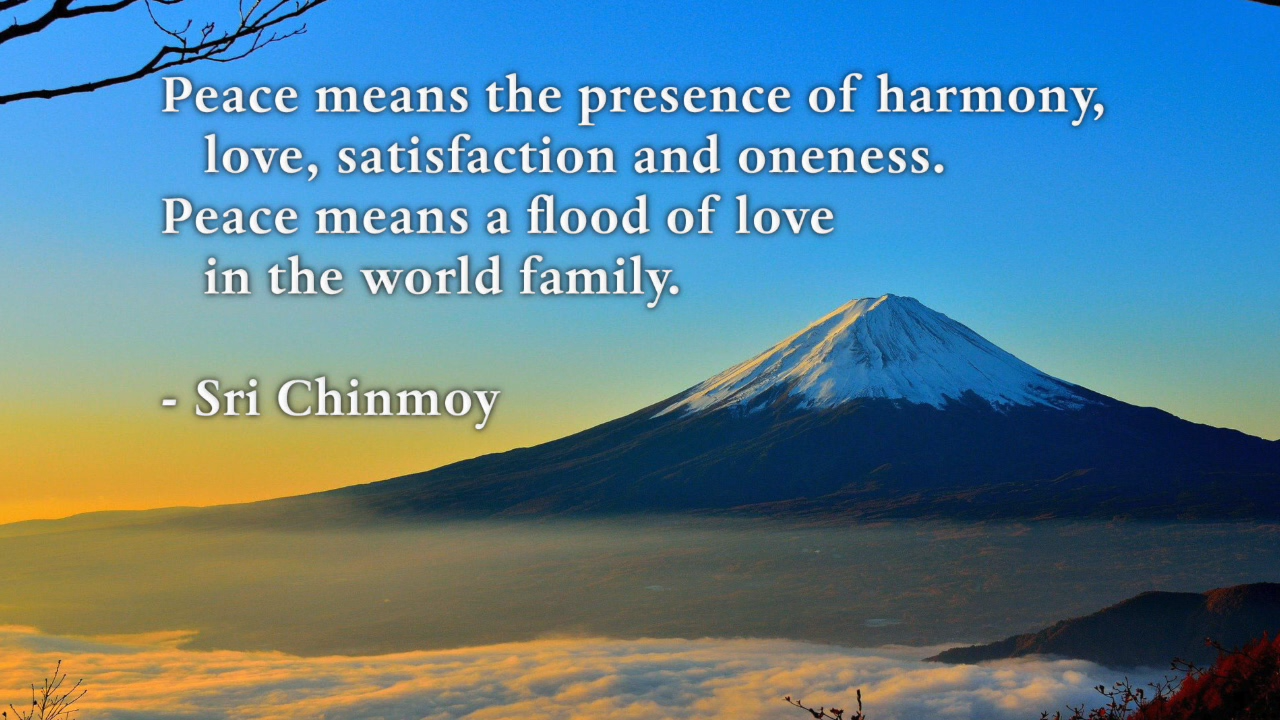 Peace means the presence of harmony,
love, satisfaction and oneness.
Peace means a flood of love
in the world family.
- Sri Chinmoy